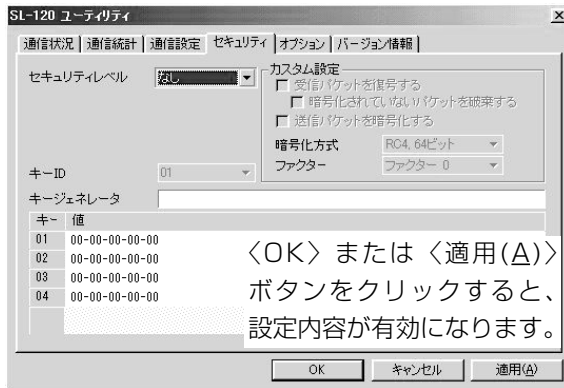 SL-120 ユーティリティ
通信状況 通信統計 通信設定 セキュリティ オプション バージョン情報
セキュリティレベル なし
カスタム設定
受信パケットを復号する
暗号化されていないパケットを破棄する
送信パケットを暗号化する
暗号化方式 RC4, 64ビット
ファクター ファクター 0
キーID 01
キージェネレータ
キー 値
01 00-00-00-00-00
02 00-00-00-00-00
03 00-00-00-00-00
04 00-00-00-00-00
〈OK〉または〈適用(A)〉
ボタンをクリックすると、
設定内容が有効になります。
OK キャンセル 適用(A)